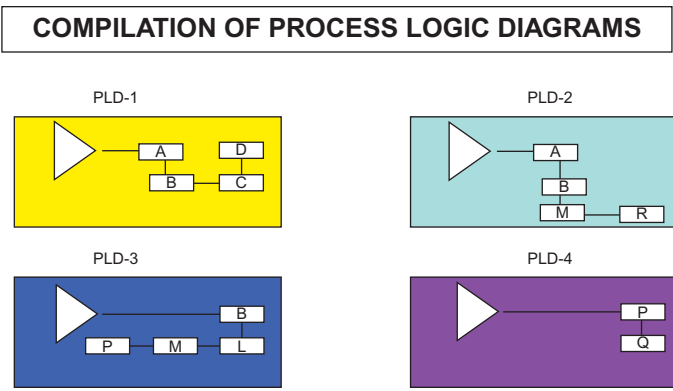 COMPILATION OF PROCESS LOGIC DIAGRAMS
PLD-1
A
D
B
C
PLD-2
A
B
M
R
PLD-3
B
P
M
L
PLD-4
P
Q